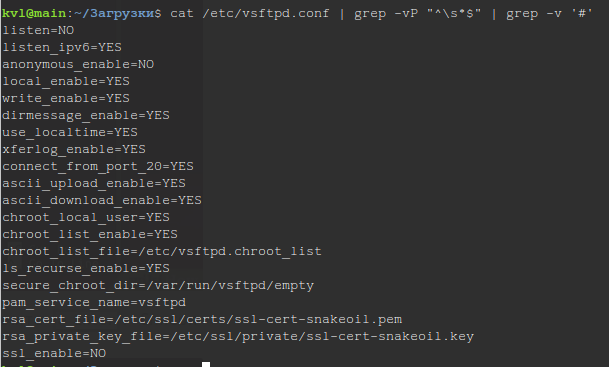 kvl@main:~/Загрузки$ cat /etc/vsftpd.conf | grep -vP "^\s*$" | grep -v '#'
listen=NO
listen_ipv6=YES
anonymous_enable=NO
local_enable=YES
write_enable=YES
dirmessage_enable=YES
use_localtime=YES
xferlog_enable=YES
connect_from_port_20=YES
ascii_upload_enable=YES
ascii_download_enable=YES
chroot_local_user=YES
chroot_list_enable=YES
chroot_list_file=/etc/vsftpd.chroot_list
ls_recurse_enable=YES
secure_chroot_dir=/var/run/vsftpd/empty
pam_service_name=vsftpd
rsa_cert_file=/etc/ssl/certs/ssl-cert-snakeoil.pem
rsa_private_key_file=/etc/ssl/private/ssl-cert-snakeoil.key
ssl_enable=NO